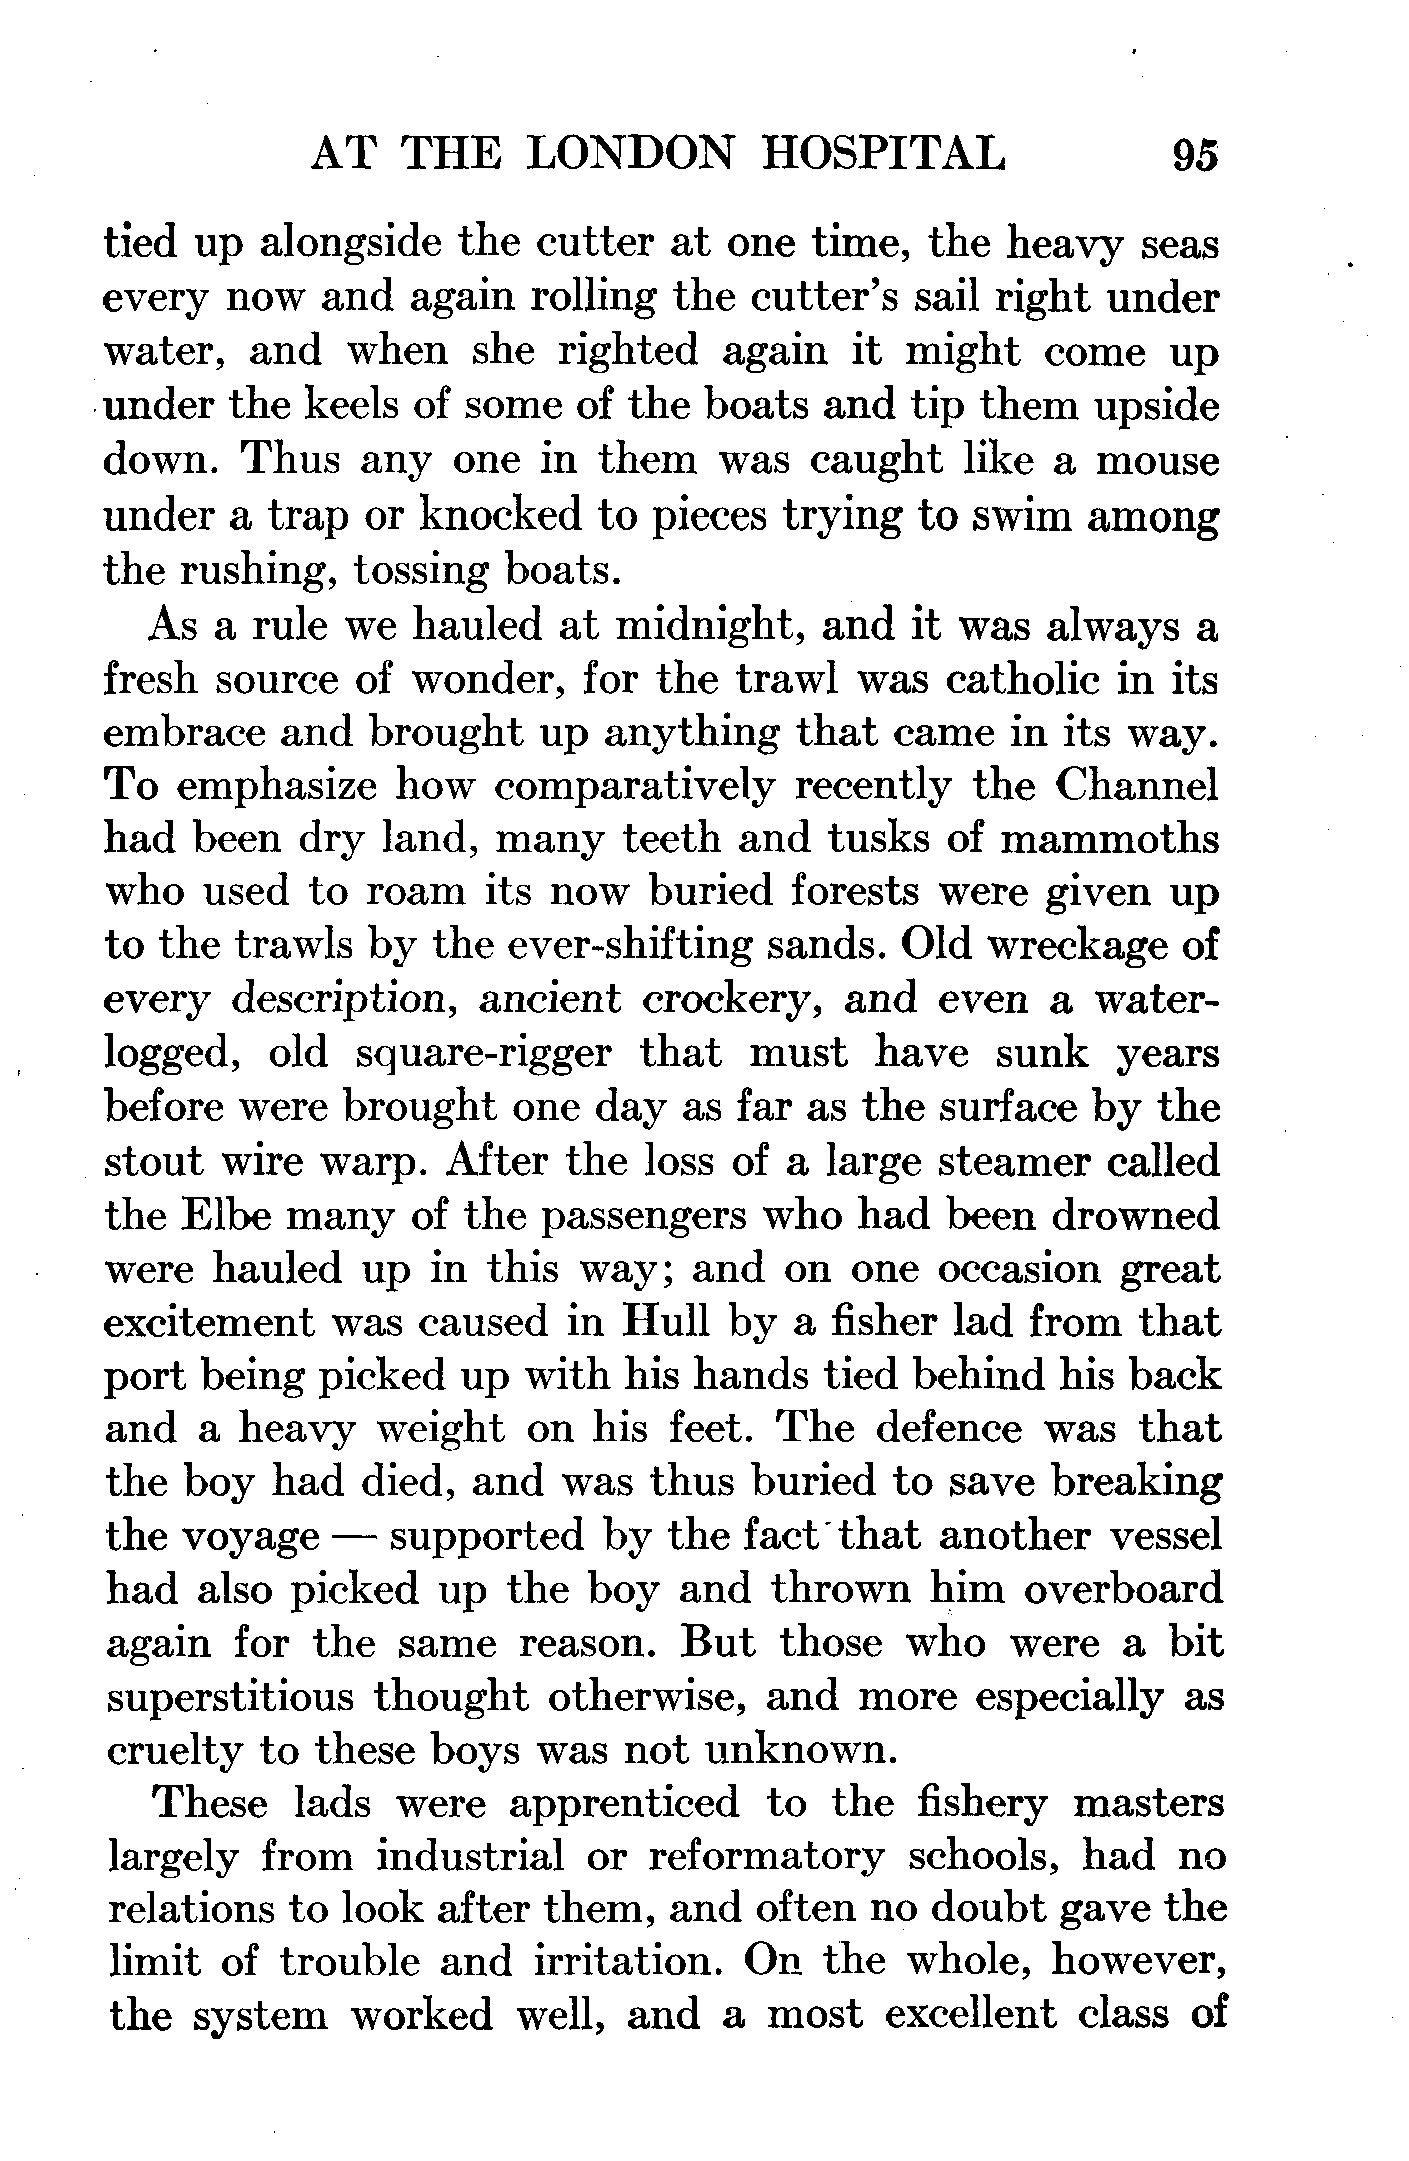 AT THE LONDON HOSPITAL 95
tied up alongside the cutter at one time, the heavy seas
every now and again rolling the cutter's sail right under
water, and when she righted again it might come up
under the keels of some of the boats and tip them upside
down. Thus any one in them was caught like a mouse
under a trap or knocked to pieces trying to swim among
the rushing, tossing boats.
As a rule we hauled at midnight, and it was always a
fresh source of wonder, for the trawl was catholic in its
embrace and brought up anything that came in its way.
To emphasize how comparatively recently the Channel
had been dry land, many teeth and tusks of mammoths
who used to roam its now buried forests were given up
to the trawls by the ever-shifting sands. Old wreckage of
every description, ancient crockery, and even a water-
logged, old square-rigger that must have sunk years
before were brought one day as far as the surface by the
stout wire warp. After the loss of a large steamer called
the Elbe many of the passengers who had been drowned
were hauled up in this way; and on one occasion great
excitement was caused in Hull by a fisher lad from that
port being picked up with his hands tied behind his back
and a heavy weight on his feet. The defence was that
the boy had died, and was thus buried to save breaking
the voyage — supported by the fact that another vessel
had also picked up the boy and thrown him overboard
again for the same reason. But those who were a bit
superstitious thought otherwise, and more especially as
cruelty to these boys was not unknown.
These lads were apprenticed to the fishery masters
largely from industrial or reformatory schools, had no
relations to look after them, and often no doubt gave the
limit of trouble and irritation. On the whole, however,
the system worked well, and a most excellent class of